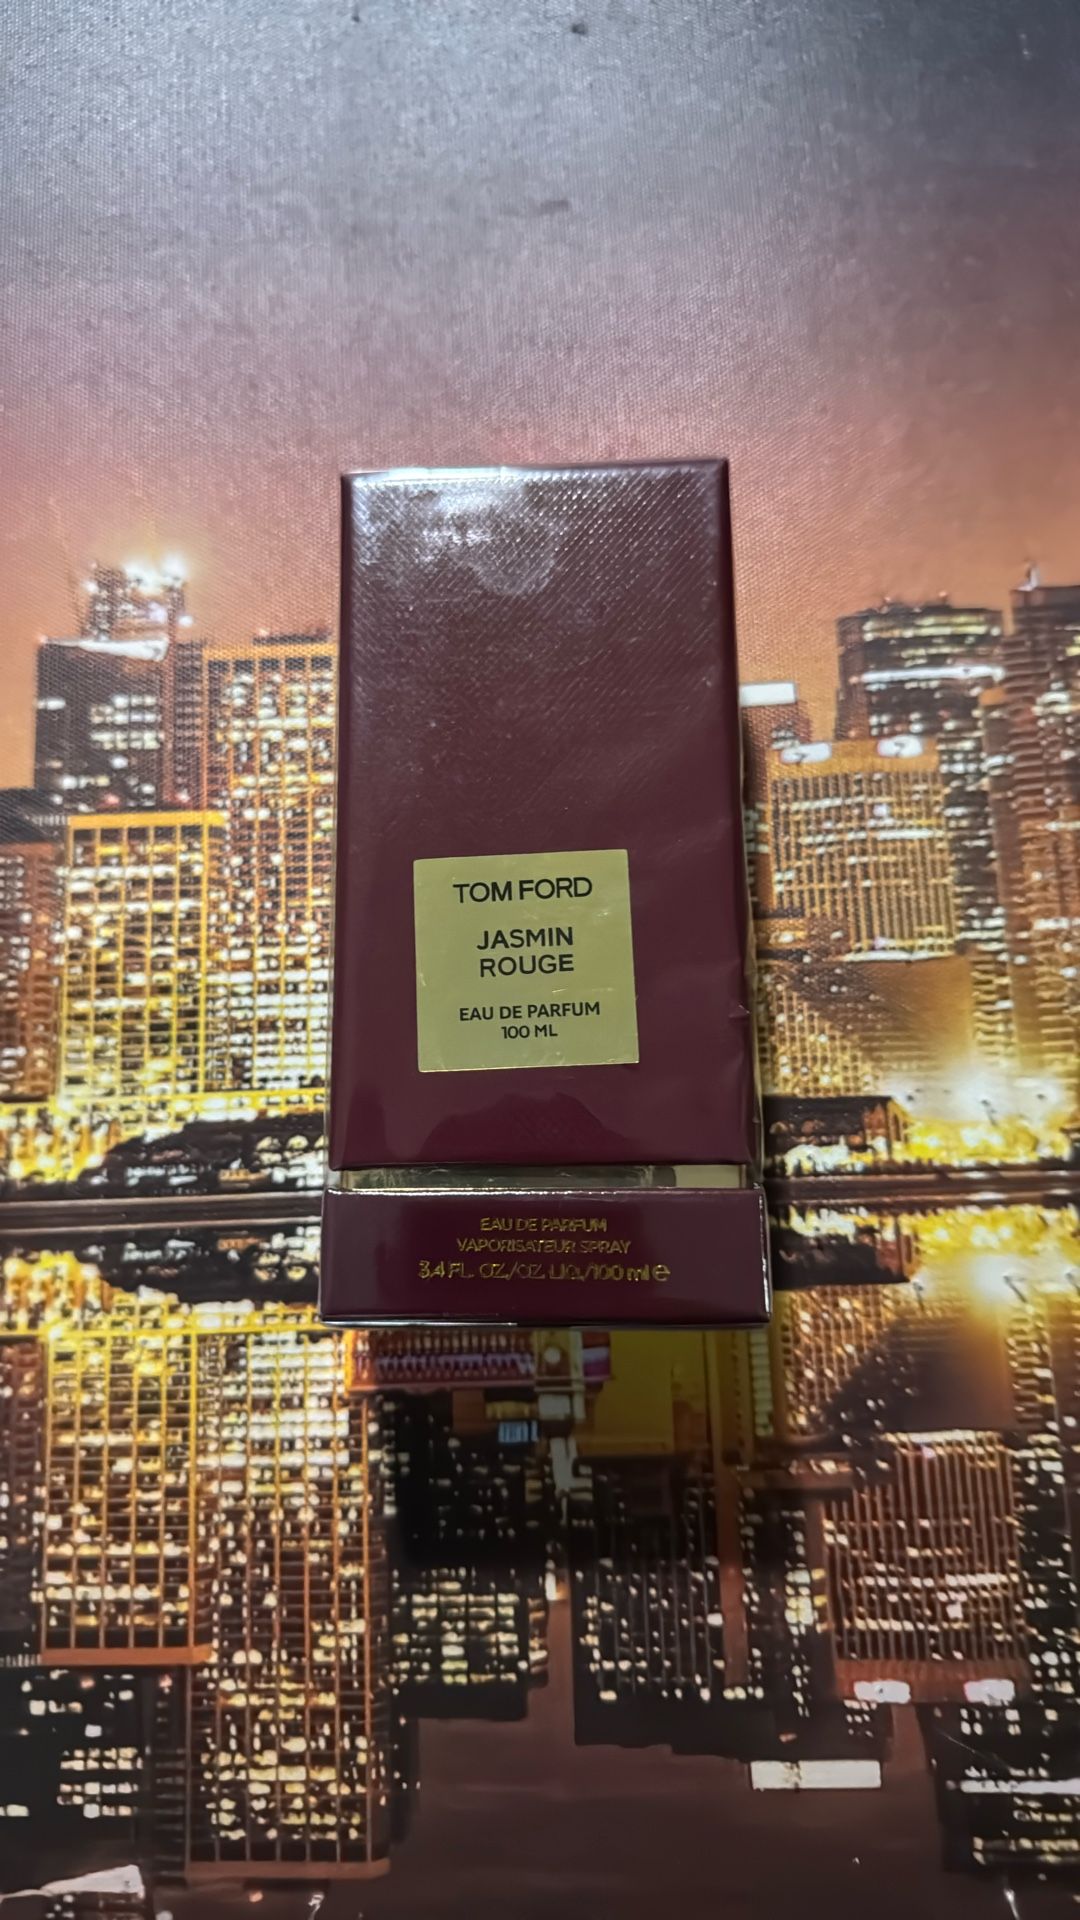 TOM FORD
JASMIN
ROUGE
EAU DE PARFUM
100 ML
EAU DE PARFUM
VAPORISATEUR SPRAY
3.4 FL. OZ./OZ. LIQ./100 ml e